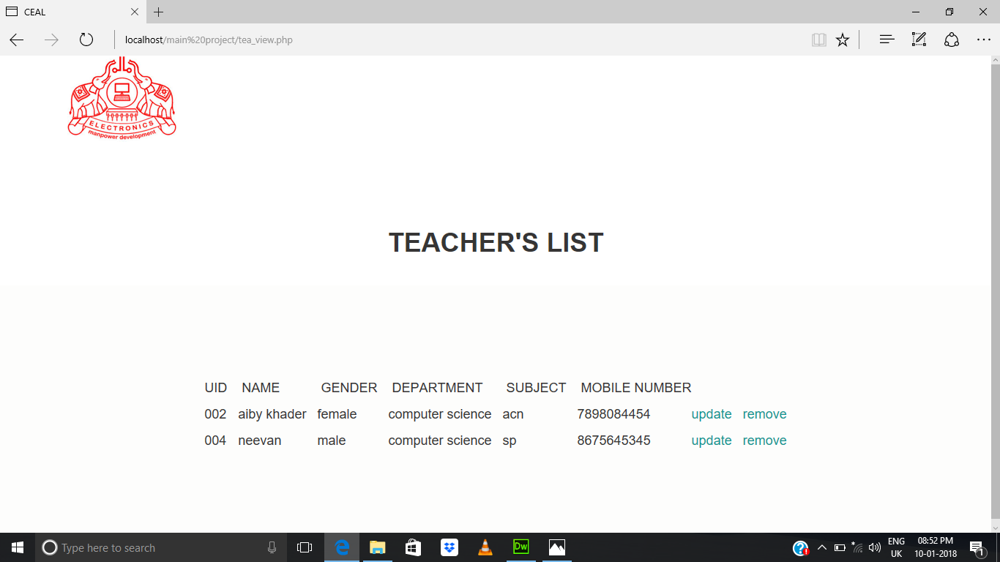 CEAL
localhost/main%20project/tea_view.php
ELECTRONICS
manpower development
TEACHER'S LIST
UID NAME GENDER DEPARTMENT SUBJECT MOBILE NUMBER
002 aiby khader female computer science acn 7898084454 update remove
004 neevan male computer science sp 8675645345 update remove
Type here to search
Dw
ENG
UK
08:52 PM
10-01-2018
1